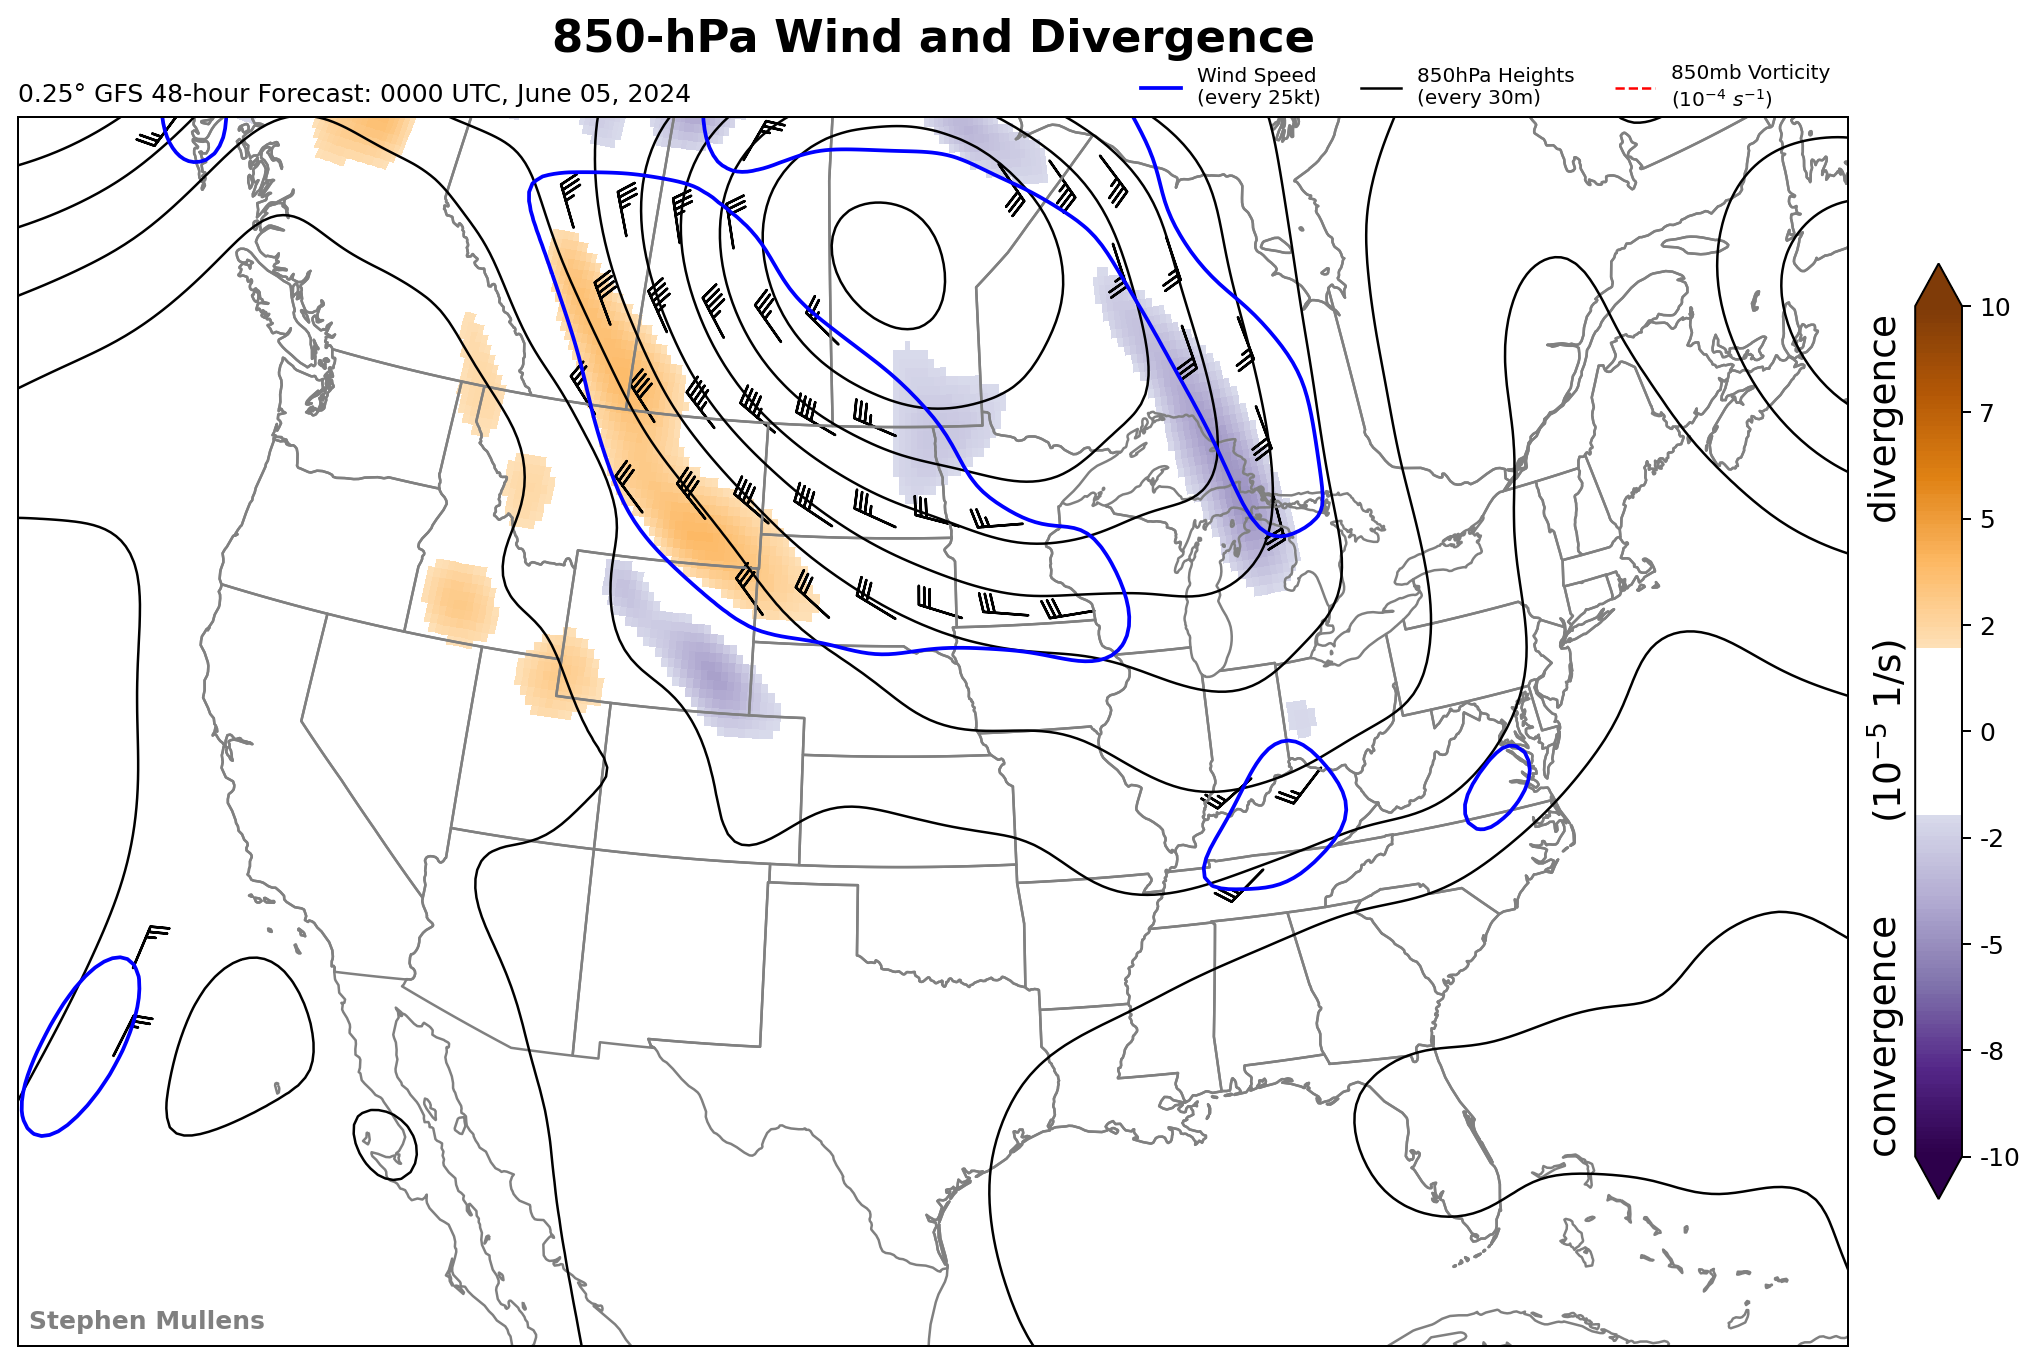 850-hPa Wind and Divergence
0.25° GFS 48-hour Forecast: 0000 UTC, June 05, 2024
Wind Speed
(every 25kt)
850hPa Heights
(every 30m)
850mb Vorticity
(10⁻⁴ s⁻¹)
convergence (10⁻⁵ 1/s) divergence
10
7
5
2
0
-2
-5
-8
-10
Stephen Mullens